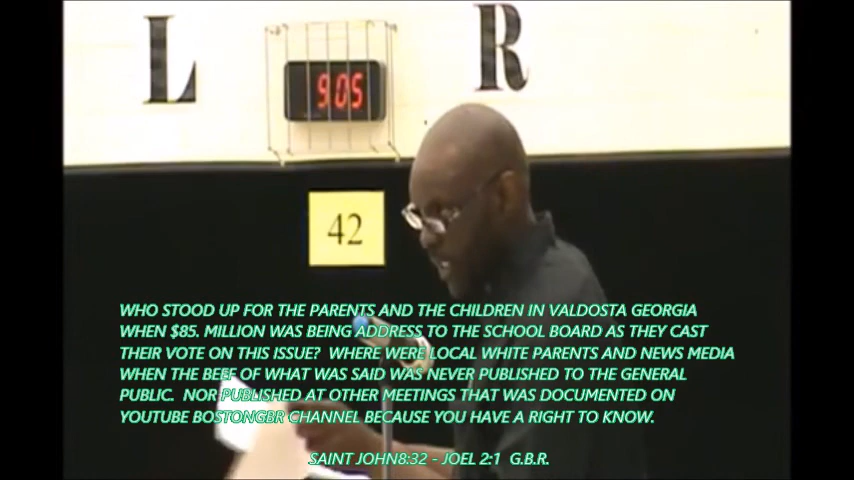 L R
9:05
42
WHO STOOD UP FOR THE PARENTS AND THE CHILDREN IN VALDOSTA GEORGIA
WHEN $85. MILLION WAS BEING ADDRESS TO THE SCHOOL BOARD AS THEY CAST
THEIR VOTE ON THIS ISSUE? WHERE WERE LOCAL WHITE PARENTS AND NEWS MEDIA
WHEN THE BEEF OF WHAT WAS SAID WAS NEVER PUBLISHED TO THE GENERAL
PUBLIC. NOR PUBLISHED AT OTHER MEETINGS THAT WAS DOCUMENTED ON
YOUTUBE BOSTONGBR CHANNEL BECAUSE YOU HAVE A RIGHT TO KNOW.
SAINT JOHN8:32 - JOEL 2:1 G.B.R.